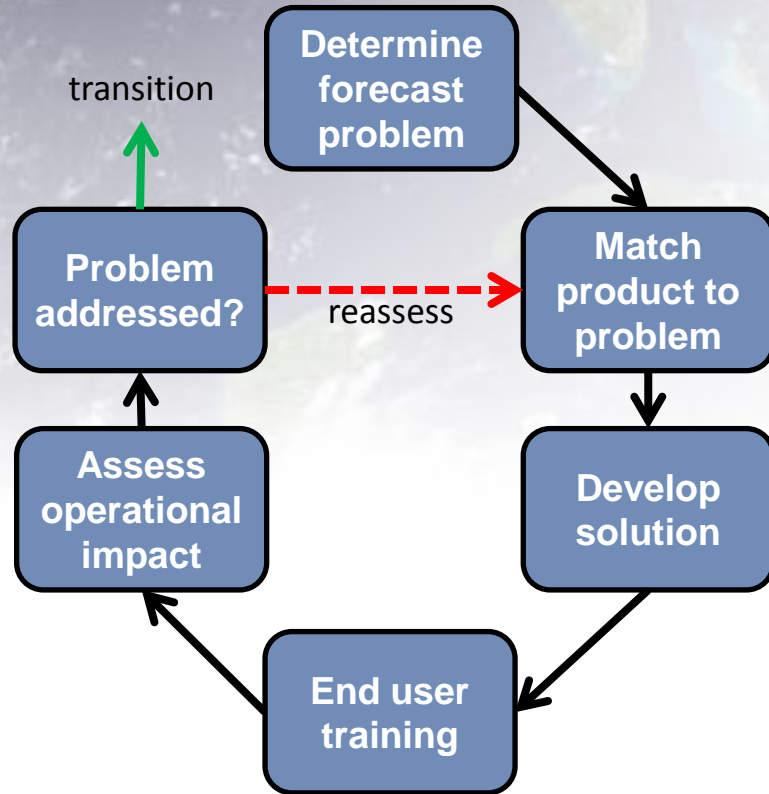 Determine
forecast
problem
transition
Problem
addressed?
reassess
Match
product to
problem
Assess
operational
impact
Develop
solution
End user
training